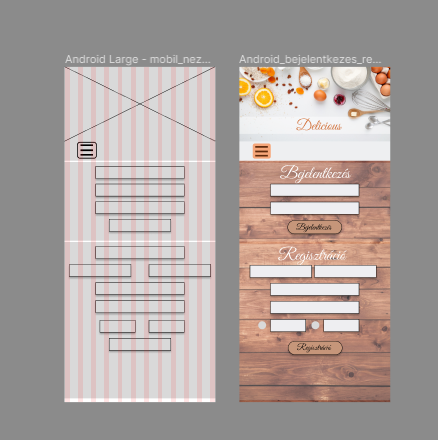 Android Large - mobil_nez...
Android_bejelentkezes_re...
Delicious
Bejelentkezés
Bejelentkezés
Regisztráció
Regisztráció